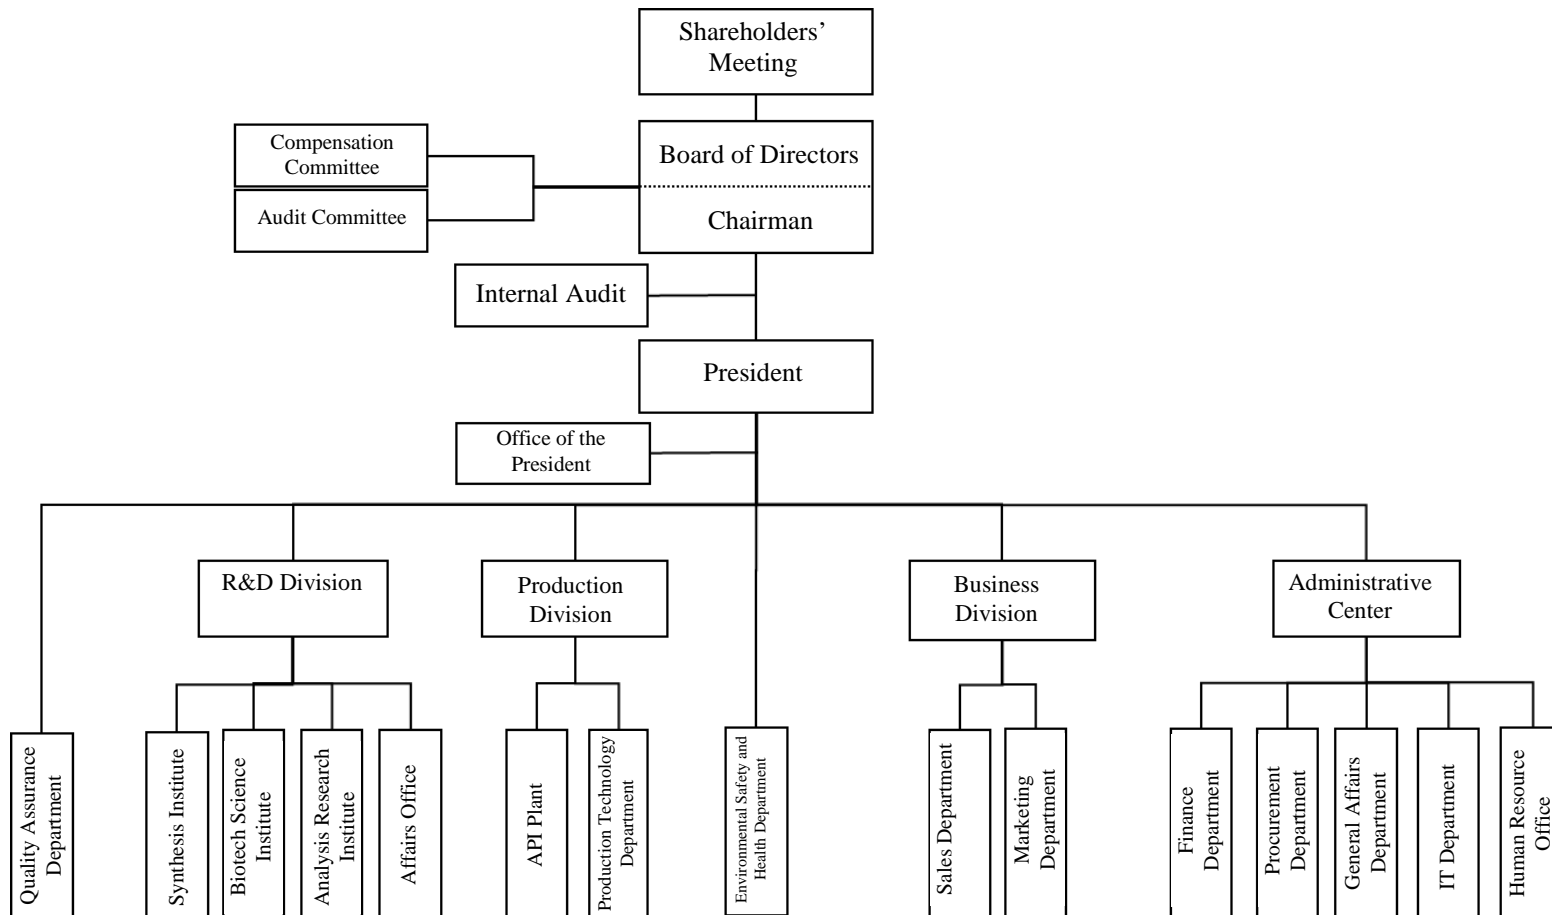 Shareholders’
Meeting
Compensation
Committee
Board of Directors
Audit Committee
Chairman
Internal Audit
President
Office of the
President
R&D Division
Production
Division
Business
Division
Administrative
Center
Quality Assurance
Department
Synthesis Institute
Biotech Science
Institute
Analysis Research
Institute
Affairs Office
API Plant
Production Technology
Department
Environmental Safety and
Health Department
Sales Department
Marketing
Department
Finance
Department
Procurement
Department
General Affairs
Department
IT Department
Human Resource
Office